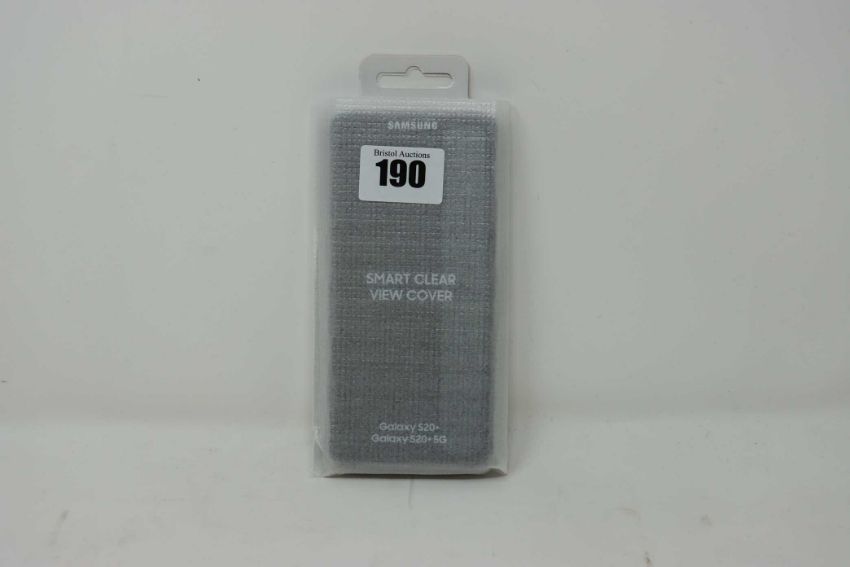 SAMSUNG
Bristol Auctions
190
SMART CLEAR
VIEW COVER
Galaxy S20+
Galaxy S20+ 5G